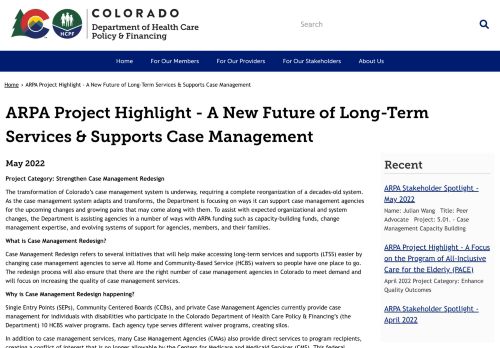 COLORADO
Department of Health Care
Policy & Financing
HCPF
Search
Home
For Our Members
For Our Providers
For Our Stakeholders
About Us
Home › ARPA Project Highlight - A New Future of Long-Term Services & Supports Case Management
ARPA Project Highlight - A New Future of Long-Term
Services & Supports Case Management
May 2022
Project Category: Strengthen Case Management Redesign
The transformation of Colorado's case management system is underway, requiring a complete reorganization of a decades-old system.
As the case management system adapts and transforms, the Department is focusing on ways it can support case management agencies
for the upcoming changes and growing pains that may come along with them. To assist with expected organizational and system
changes, the Department is assisting agencies in a number of ways with ARPA funding such as capacity-building funds, change
management expertise, and evolving systems of support for agencies, members, and their families.
What is Case Management Redesign?
Case Management Redesign refers to several initiatives that will help make accessing long-term services and supports (LTSS) easier by
changing case management agencies to serve all Home and Community-Based Service (HCBS) waivers so people have one place to go.
The redesign process will also ensure that there are the right number of case management agencies in Colorado to meet demand and
will focus on increasing the quality of case management services.
Why is Case Management Redesign happening?
Single Entry Points (SEPs), Community Centered Boards (CCBs), and private Case Management Agencies currently provide case
management for individuals with disabilities who participate in the Colorado Department of Health Care Policy & Financing's (the
Department) 10 HCBS waiver programs. Each agency type serves different waiver programs, creating silos.
In addition to case management services, many Case Management Agencies (CMAs) also provide direct services to program recipients,
creating a conflict of interest that is no longer allowable by the Centers for Medicare and Medicaid Services (CMS). This federal
Recent
ARPA Stakeholder Spotlight -
May 2022
Name: Julian Wang Title: Peer
Advocate Project: 5.01. - Case
Management Capacity Building
ARPA Project Highlight - A Focus
on the Program of All-Inclusive
Care for the Elderly (PACE)
April 2022 Project Category: Enhance
Quality Outcomes
ARPA Stakeholder Spotlight -
April 2022